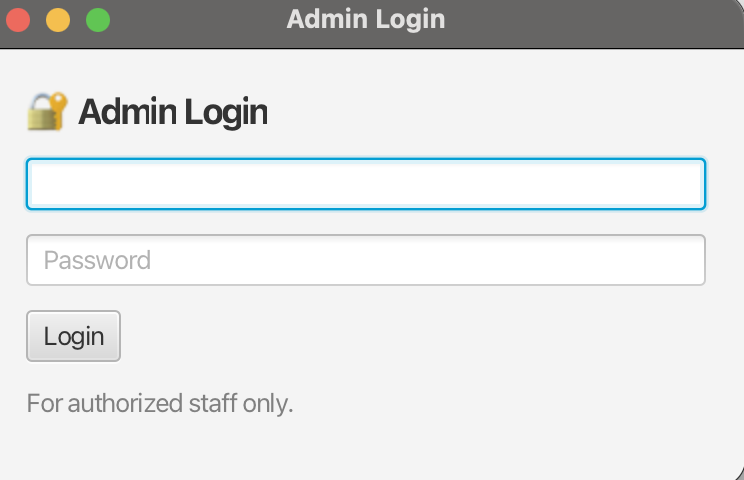 Admin Login
🔐 Admin Login
Password
Login
For authorized staff only.